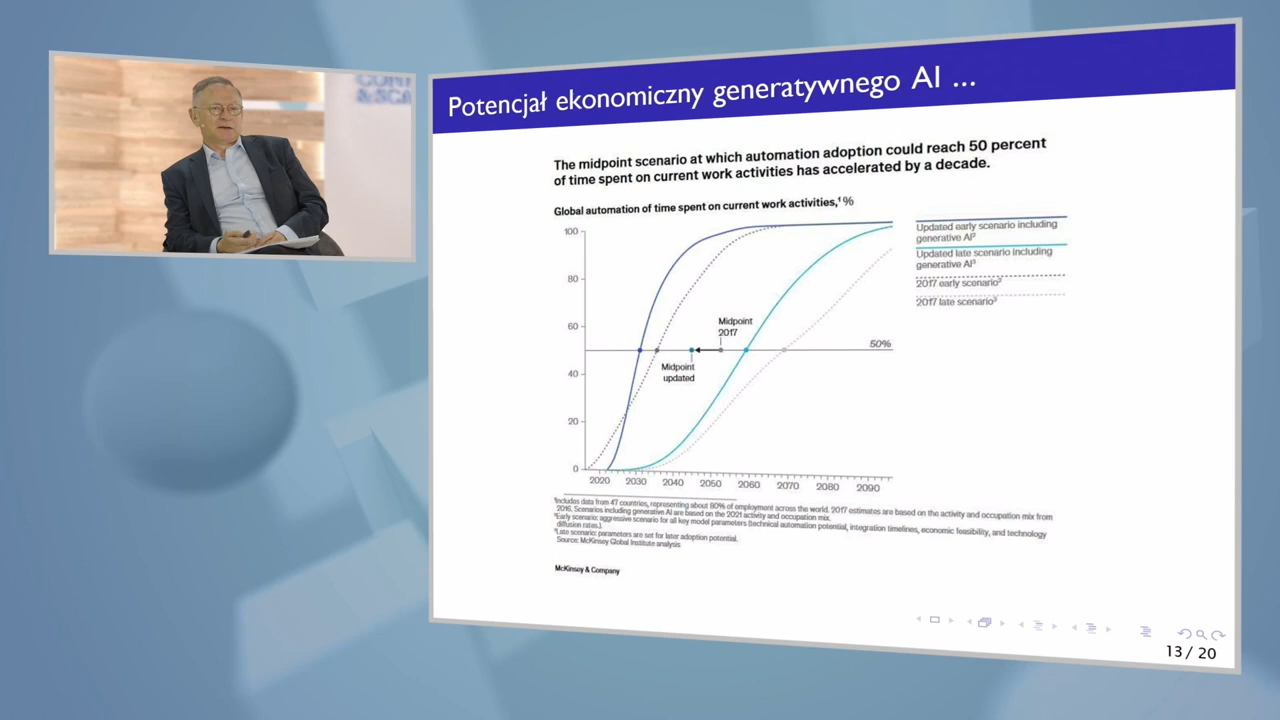 Potencjał ekonomiczny generatywnego AI ...
The midpoint scenario at which automation adoption could reach 50 percent
of time spent on current work activities has accelerated by a decade.
Global automation of time spent on current work activities,¹ %
100
80
60
40
20
0
2020 2030 2040 2050 2060 2070 2080 2090
Midpoint
2017
Midpoint
updated
50%
Updated early scenario including
generative AI²
Updated late scenario including
generative AI³
2017 early scenario²
2017 late scenario³
¹Includes data from 47 countries, representing about 80% of employment across the world. 2017 estimates are based on the activity and occupation mix from
2016. Scenarios including generative AI are based on the 2021 activity and occupation mix.
²Early scenario: aggressive scenario for all key model parameters (technical automation potential, integration timelines, economic feasibility, and technology
diffusion rates).
³Late scenario: parameters are set for later adoption potential.
Source: McKinsey Global Institute analysis
McKinsey & Company
13 / 20